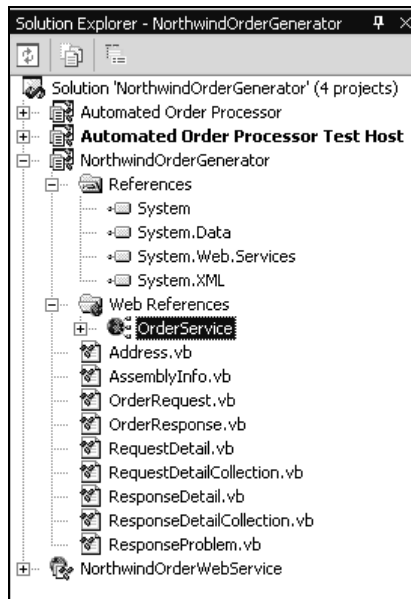 Solution Explorer - NorthwindOrderGenerator
Solution 'NorthwindOrderGenerator' (4 projects)
Automated Order Processor
Automated Order Processor Test Host
NorthwindOrderGenerator
References
System
System.Data
System.Web.Services
System.XML
Web References
OrderService
Address.vb
AssemblyInfo.vb
OrderRequest.vb
OrderResponse.vb
RequestDetail.vb
RequestDetailCollection.vb
ResponseDetail.vb
ResponseDetailCollection.vb
ResponseProblem.vb
NorthwindOrderWebService